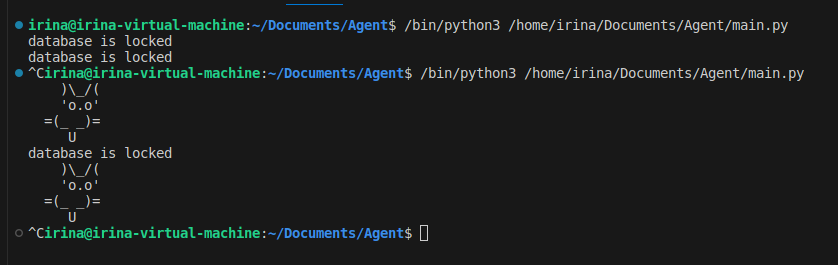 irina@irina-virtual-machine:~/Documents/Agent$ /bin/python3 /home/irina/Documents/Agent/main.py
database is locked
database is locked
^Cirina@irina-virtual-machine:~/Documents/Agent$ /bin/python3 /home/irina/Documents/Agent/main.py
    )\_/(
    'o.o'
  =(_ _)=
     U
database is locked
    )\_/(
    'o.o'
  =(_ _)=
     U
^Cirina@irina-virtual-machine:~/Documents/Agent$